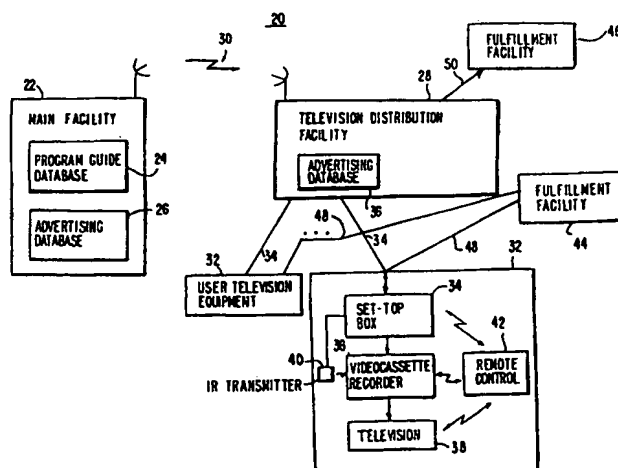 20
30
FULFILLMENT
FACILITY
46
22
28
50
MAIN FACILITY
TELEVISION DISTRIBUTION
FACILITY
PROGRAM GUIDE
DATABASE
24
ADVERTISING
DATABASE
36
ADVERTISING
DATABASE
26
FULFILLMENT
FACILITY
44
48
34
34
48
32
32
USER TELEVISION
EQUIPMENT
SET-TOP
BOX
34
36
42
40
IR TRANSMITTER
VIDEOCASSETTE
RECORDER
REMOTE
CONTROL
TELEVISION
38